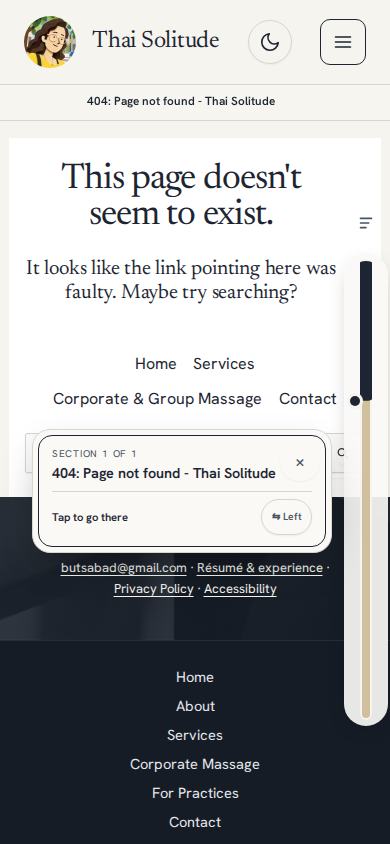 Thai Solitude
404: Page not found - Thai Solitude
This page doesn't
seem to exist.
It looks like the link pointing here was
faulty. Maybe try searching?
Home Services
Corporate & Group Massage Contact
SECTION 1 OF 1
404: Page not found - Thai Solitude
×
Tap to go there
⇆ Left
butsabad@gmail.com · Résumé & experience ·
Privacy Policy · Accessibility
Home
About
Services
Corporate Massage
For Practices
Contact